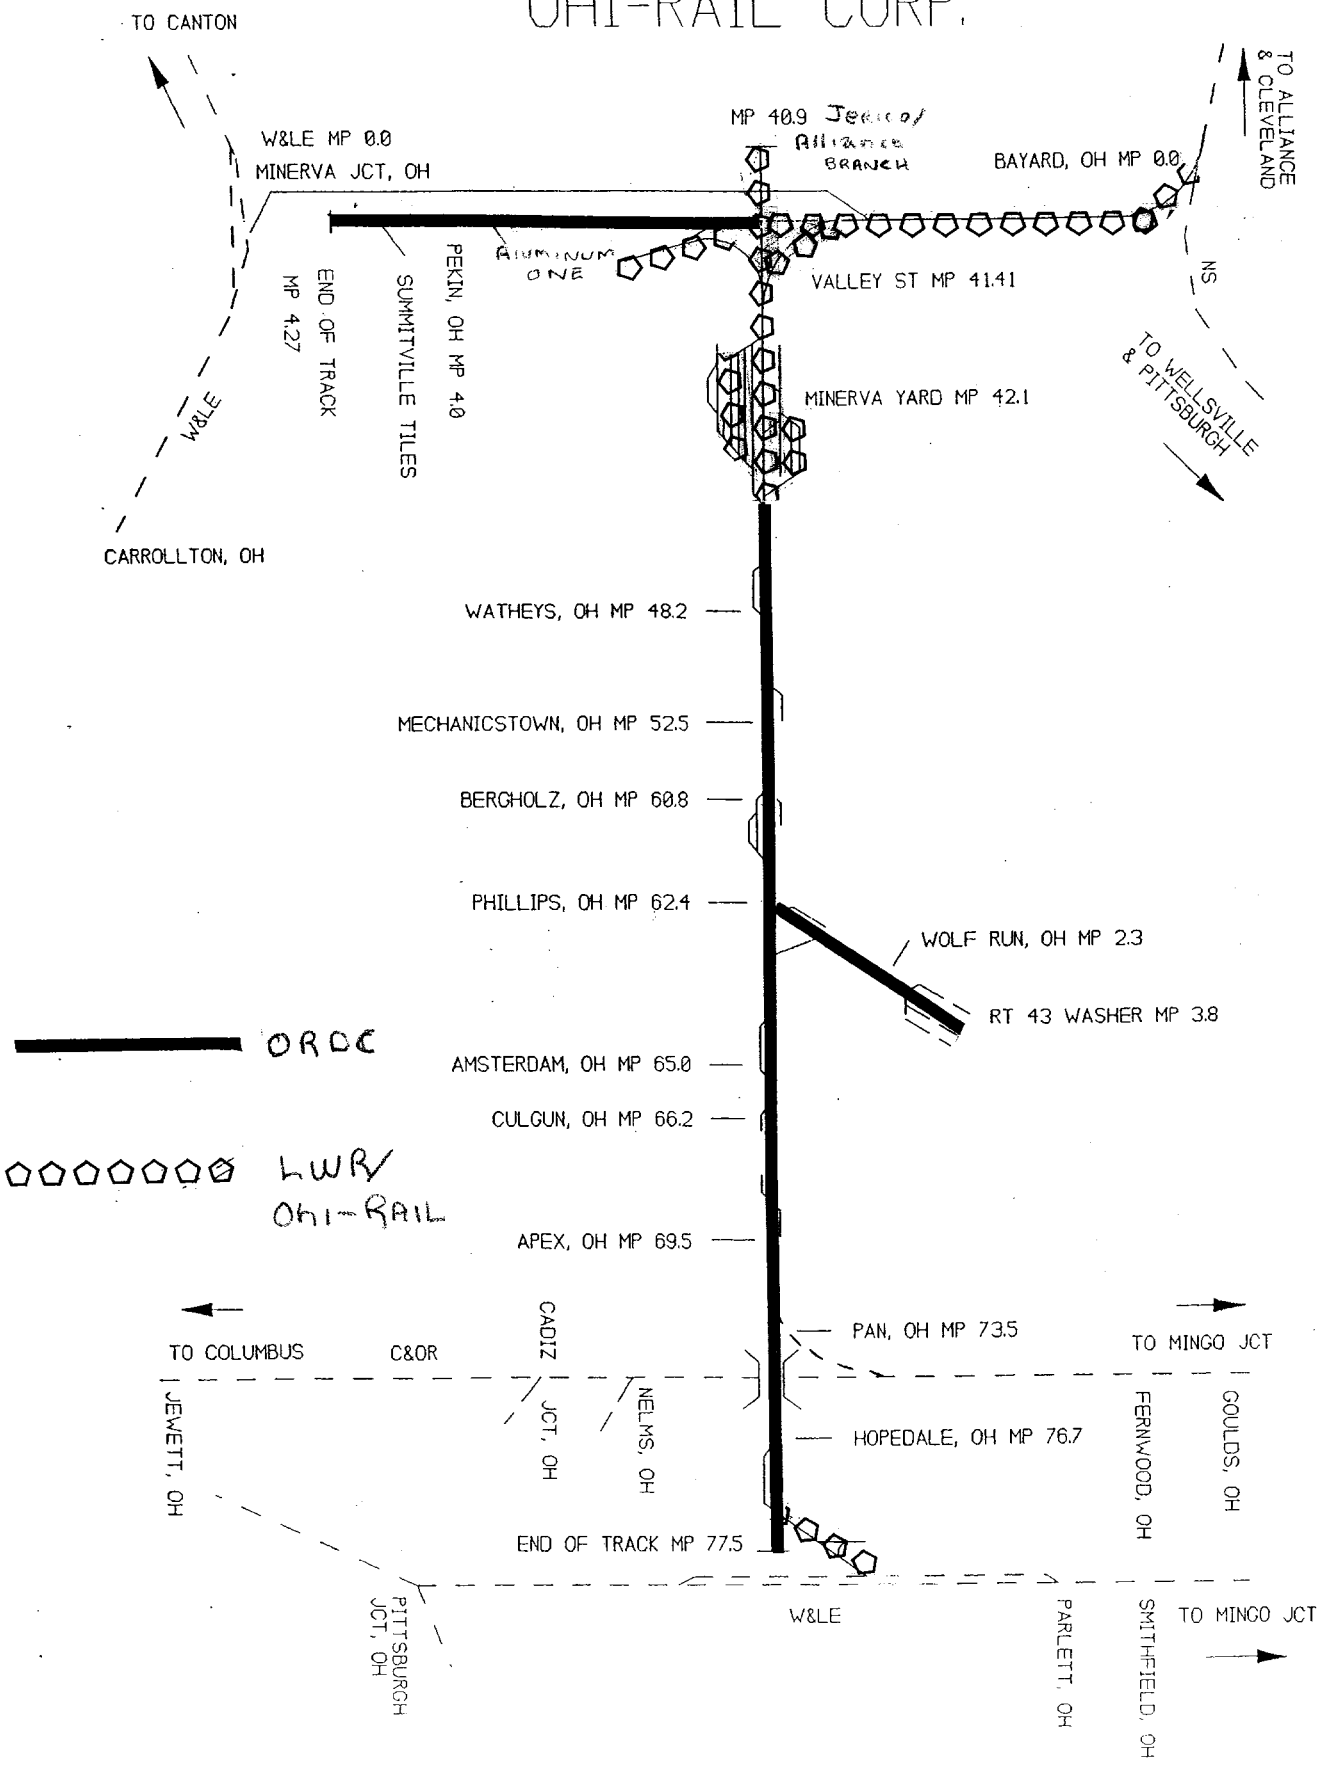 OHI-RAIL CORP.
TO CANTON
TO ALLIANCE
& CLEVELAND
MP 40.9 Jerico/
Alliance
BRANCH
W&LE MP 0.0
MINERVA JCT, OH
BAYARD, OH MP 0.0
ALUMINUM
ONE
VALLEY ST MP 41.41
NS
END OF TRACK
MP 4.27
SUMMITVILLE TILES
PEKIN, OH MP 4.0
TO WELLSVILLE
& PITTSBURGH
W&LE
MINERVA YARD MP 42.1
CARROLLTON, OH
WATHEYS, OH MP 48.2
MECHANICSTOWN, OH MP 52.5
BERGHOLZ, OH MP 60.8
PHILLIPS, OH MP 62.4
WOLF RUN, OH MP 2.3
RT 43 WASHER MP 3.8
ORDC
AMSTERDAM, OH MP 65.0
CULGUN, OH MP 66.2
LWR/
Ohi-RAIL
APEX, OH MP 69.5
PAN, OH MP 73.5
TO COLUMBUS
C&OR
CADIZ
JCT, OH
TO MINGO JCT
JEWETT, OH
NELMS, OH
HOPEDALE, OH MP 76.7
FERNWOOD, OH
GOULDS, OH
END OF TRACK MP 77.5
W&LE
PITTSBURGH
JCT, OH
PARLETT, OH
SMITHFIELD, OH
TO MINGO JCT